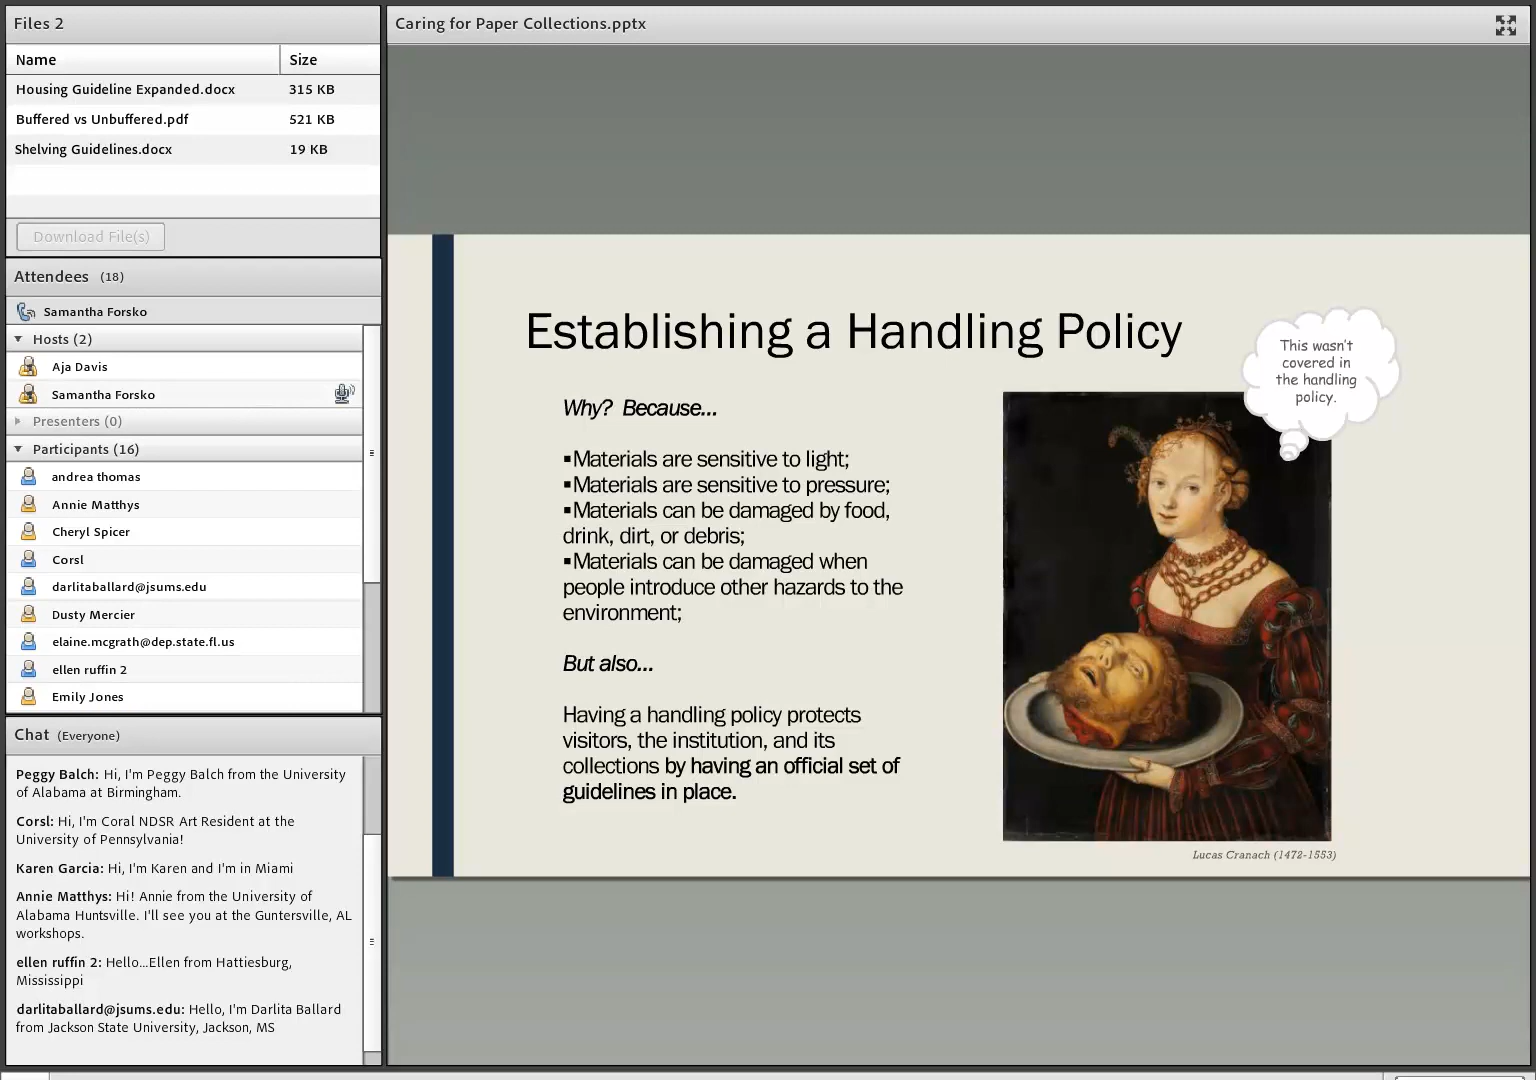 Files 2
Name Size
Housing Guideline Expanded.docx 315 KB
Buffered vs Unbuffered.pdf 521 KB
Shelving Guidelines.docx 19 KB
Download File(s)
Attendees (18)
Samantha Forsko
Hosts (2)
Aja Davis
Samantha Forsko
Presenters (0)
Participants (16)
andrea thomas
Annie Matthys
Cheryl Spicer
Corsl
darlitaballard@jsums.edu
Dusty Mercier
elaine.mcgrath@dep.state.fl.us
ellen ruffin 2
Emily Jones
Chat (Everyone)
Peggy Balch: Hi, I'm Peggy Balch from the University
of Alabama at Birmingham.
Corsl: Hi, I'm Coral NDSR Art Resident at the
University of Pennsylvania!
Karen Garcia: Hi, I'm Karen and I'm in Miami
Annie Matthys: Hi! Annie from the University of
Alabama Huntsville. I'll see you at the Guntersville, AL
workshops.
ellen ruffin 2: Hello...Ellen from Hattiesburg,
Mississippi
darlitaballard@jsums.edu: Hello, I'm Darlita Ballard
from Jackson State University, Jackson, MS
Caring for Paper Collections.pptx
Establishing a Handling Policy
Why? Because...
▪Materials are sensitive to light;
▪Materials are sensitive to pressure;
▪Materials can be damaged by food,
drink, dirt, or debris;
▪Materials can be damaged when
people introduce other hazards to the
environment;
But also...
Having a handling policy protects
visitors, the institution, and its
collections by having an official set of
guidelines in place.
This wasn't
covered in
the handling
policy.
Lucas Cranach (1472-1553)